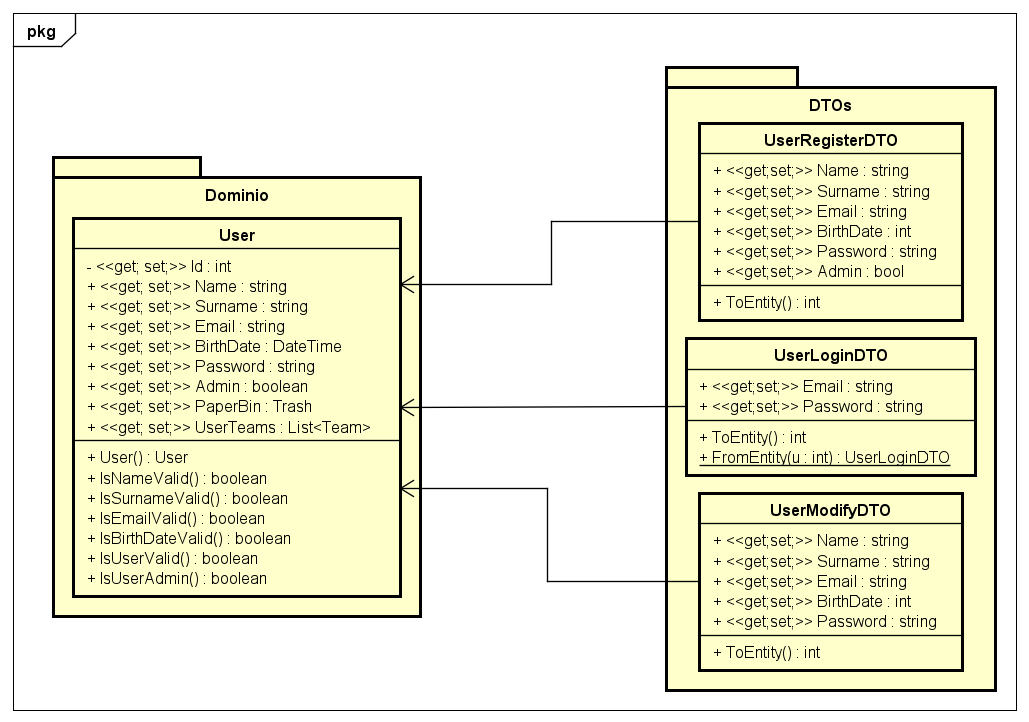 pkg
Dominio
User
- <<get; set;>> Id : int
+ <<get; set;>> Name : string
+ <<get; set;>> Surname : string
+ <<get; set;>> Email : string
+ <<get; set;>> BirthDate : DateTime
+ <<get; set;>> Password : string
+ <<get; set;>> Admin : boolean
+ <<get; set;>> PaperBin : Trash
+ <<get; set;>> UserTeams : List<Team>
+ User() : User
+ IsNameValid() : boolean
+ IsSurnameValid() : boolean
+ IsEmailValid() : boolean
+ IsBirthDateValid() : boolean
+ IsUserValid() : boolean
+ IsUserAdmin() : boolean
DTOs
UserRegisterDTO
+ <<get;set;>> Name : string
+ <<get;set;>> Surname : string
+ <<get;set;>> Email : string
+ <<get;set;>> BirthDate : int
+ <<get;set;>> Password : string
+ <<get;set;>> Admin : bool
+ ToEntity() : int
UserLoginDTO
+ <<get;set;>> Email : string
+ <<get;set;>> Password : string
+ ToEntity() : int
+ FromEntity(u : int) : UserLoginDTO
UserModifyDTO
+ <<get;set;>> Name : string
+ <<get;set;>> Surname : string
+ <<get;set;>> Email : string
+ <<get;set;>> BirthDate : int
+ <<get;set;>> Password : string
+ ToEntity() : int